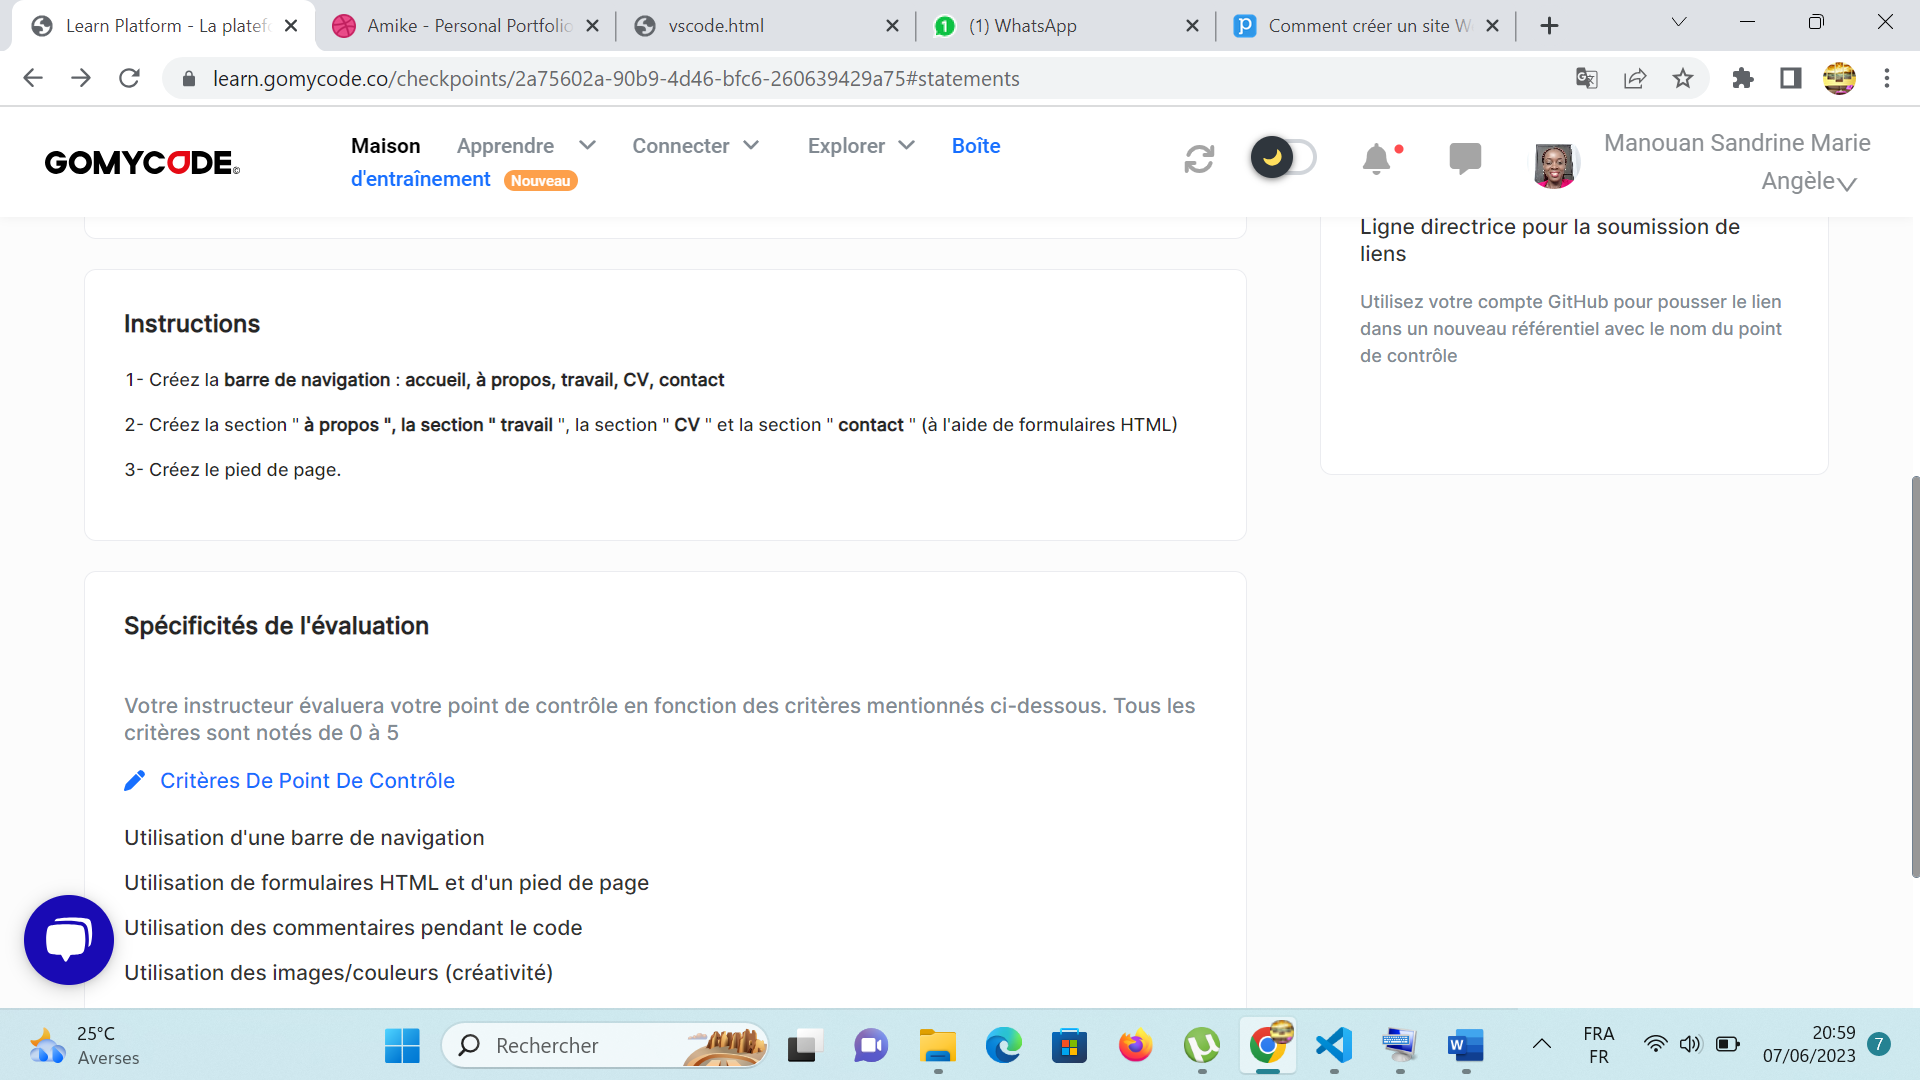 Learn Platform - La platef
Amike - Personal Portfolio
vscode.html
1
(1) WhatsApp
Comment créer un site W
learn.gomycode.co/checkpoints/2a75602a-90b9-4d46-bfc6-260639429a75#statements
GOMYCODE
Maison
Apprendre
Connecter
Explorer
Boîte
d'entraînement
Nouveau
Manouan Sandrine Marie
Angèle
Ligne directrice pour la soumission de
liens
Utilisez votre compte GitHub pour pousser le lien
dans un nouveau référentiel avec le nom du point
de contrôle
Instructions
1- Créez la barre de navigation : accueil, à propos, travail, CV, contact
2- Créez la section " à propos ", la section " travail ", la section " CV " et la section " contact " (à l'aide de formulaires HTML)
3- Créez le pied de page.
Spécificités de l'évaluation
Votre instructeur évaluera votre point de contrôle en fonction des critères mentionnés ci-dessous. Tous les
critères sont notés de 0 à 5
Critères De Point De Contrôle
Utilisation d'une barre de navigation
Utilisation de formulaires HTML et d'un pied de page
Utilisation des commentaires pendant le code
Utilisation des images/couleurs (créativité)
25°C
Averses
Rechercher
FRA
FR
20:59
07/06/2023
7